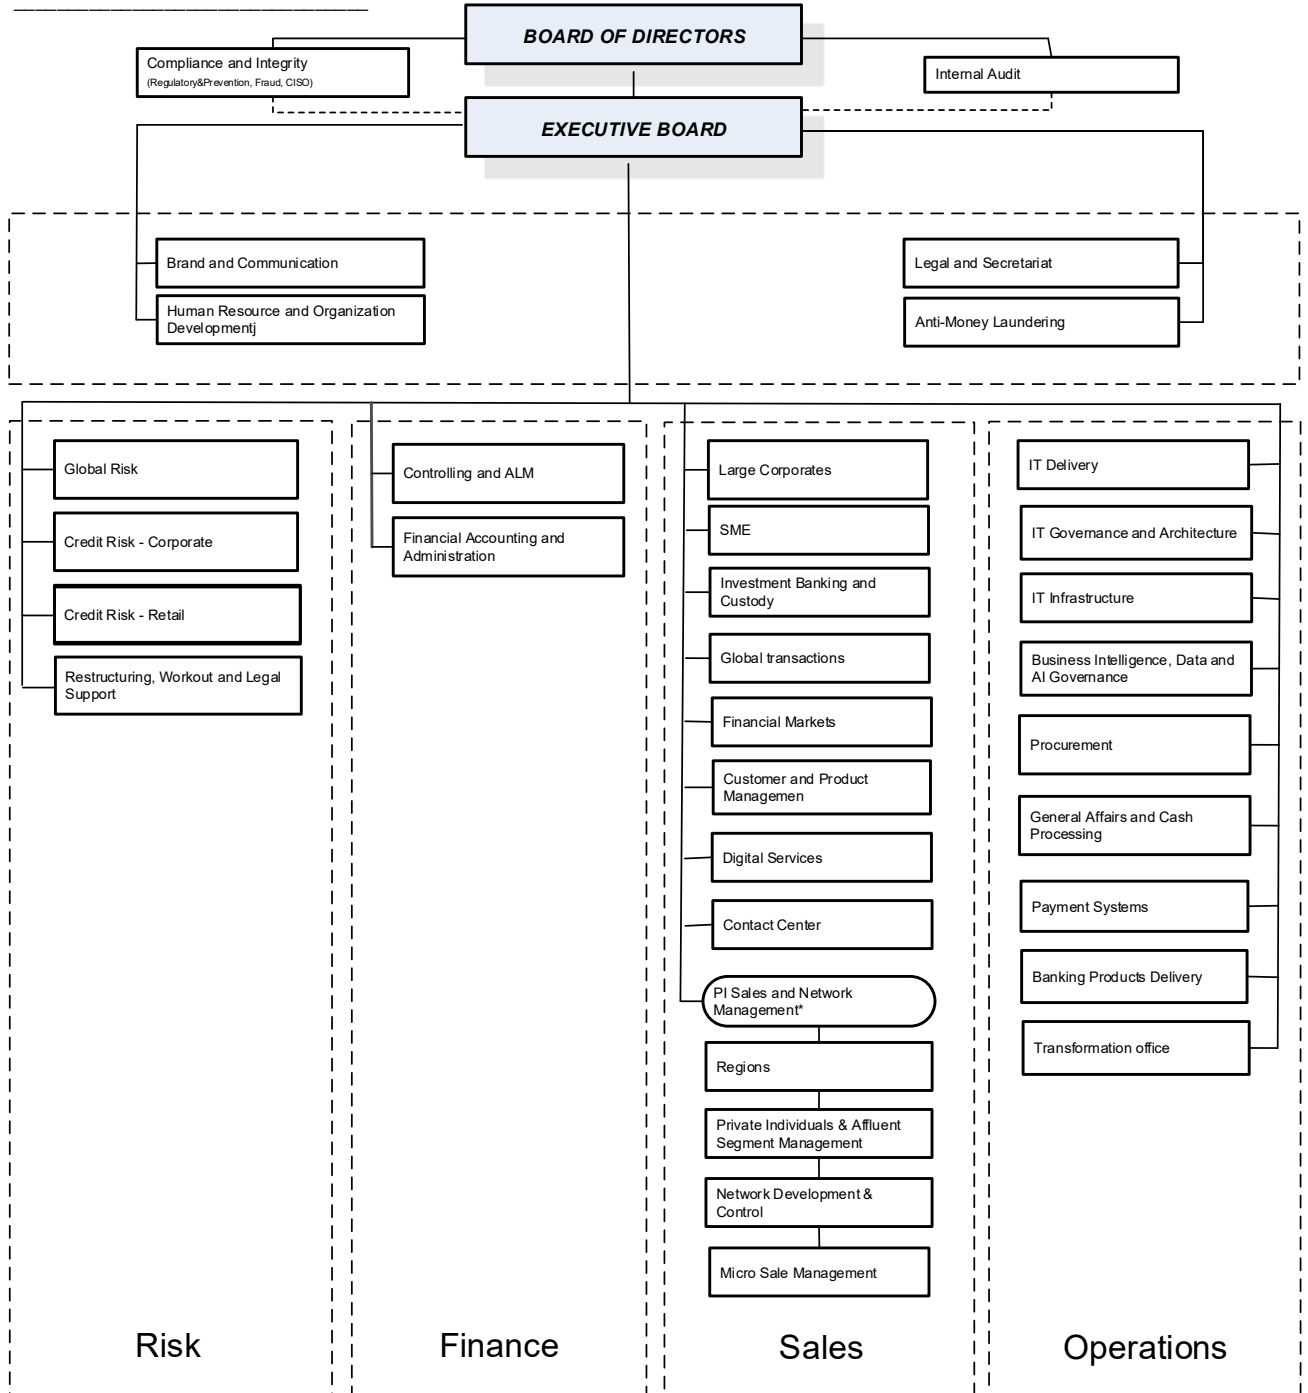 BOARD OF DIRECTORS
Compliance and Integrity
(Regulatory&Prevention, Fraud, CISO)
Internal Audit
EXECUTIVE BOARD
Brand and Communication
Human Resource and Organization
Developmentj
Legal and Secretariat
Anti-Money Laundering
Global Risk
Credit Risk - Corporate
Credit Risk - Retail
Restructuring, Workout and Legal
Support
Risk
Controlling and ALM
Financial Accounting and
Administration
Finance
Large Corporates
SME
Investment Banking and
Custody
Global transactions
Financial Markets
Customer and Product
Managemen
Digital Services
Contact Center
PI Sales and Network
Management*
Regions
Private Individuals & Affluent
Segment Management
Network Development &
Control
Micro Sale Management
Sales
IT Delivery
IT Governance and Architecture
IT Infrastructure
Business Intelligence, Data and
AI Governance
Procurement
General Affairs and Cash
Processing
Payment Systems
Banking Products Delivery
Transformation office
Operations